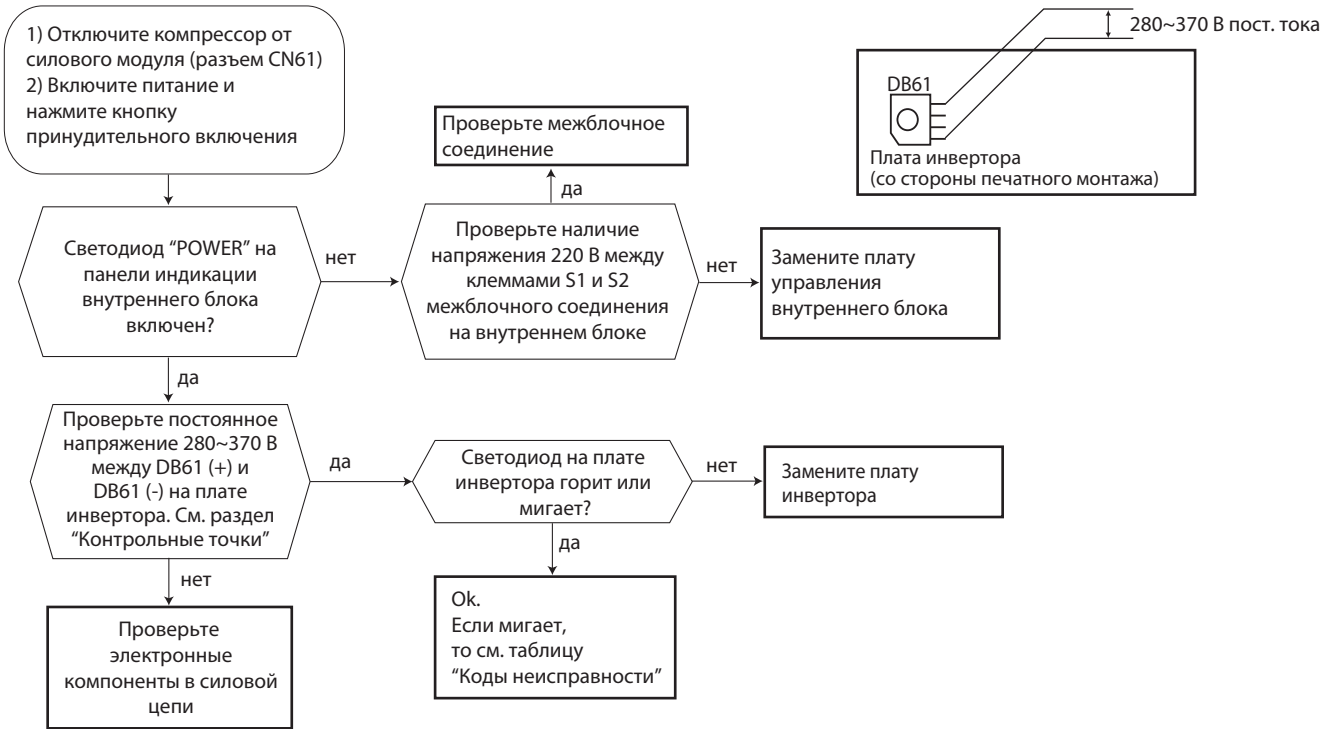 1) Отключите компрессор от
силового модуля (разъем CN61)
2) Включите питание и
нажмите кнопку
принудительного включения
280~370 В пост. тока
DB61
Плата инвертора
(со стороны печатного монтажа)
Проверьте межблочное
соединение
да
Светодиод “POWER” на
панели индикации
внутреннего блока
включен?
нет
Проверьте наличие
напряжения 220 В между
клеммами S1 и S2
межблочного соединения
на внутреннем блоке
нет
Замените плату
управления
внутреннего блока
да
Проверьте постоянное
напряжение 280~370 В
между DB61 (+) и
DB61 (-) на плате
инвертора. См. раздел
“Контрольные точки”
да
Светодиод на плате
инвертора горит или
мигает?
нет
Замените плату
инвертора
да
нет
Проверьте
электронные
компоненты в силовой
цепи
Ok.
Если мигает,
то см. таблицу
“Коды неисправности”